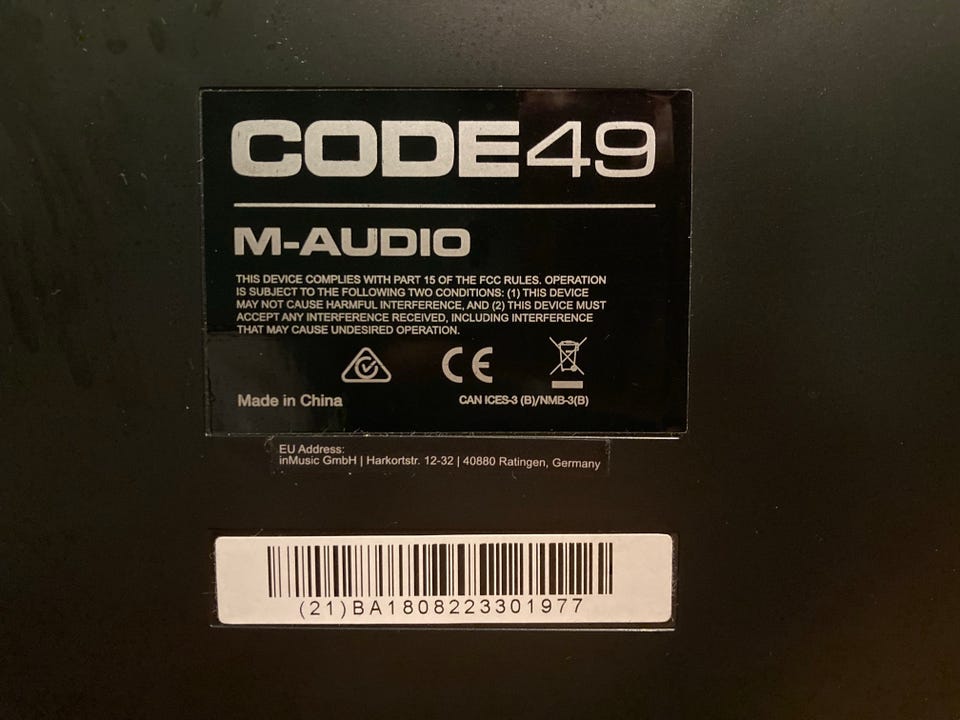 CODE49
M-AUDIO
THIS DEVICE COMPLIES WITH PART 15 OF THE FCC RULES. OPERATION
IS SUBJECT TO THE FOLLOWING TWO CONDITIONS: (1) THIS DEVICE
MAY NOT CAUSE HARMFUL INTERFERENCE, AND (2) THIS DEVICE MUST
ACCEPT ANY INTERFERENCE RECEIVED, INCLUDING INTERFERENCE
THAT MAY CAUSE UNDESIRED OPERATION.
CE
Made in China
CAN ICES-3 (B)/NMB-3(B)
EU Address:
inMusic GmbH | Harkortstr. 12-32 | 40880 Ratingen, Germany
(21)BA1808223301977